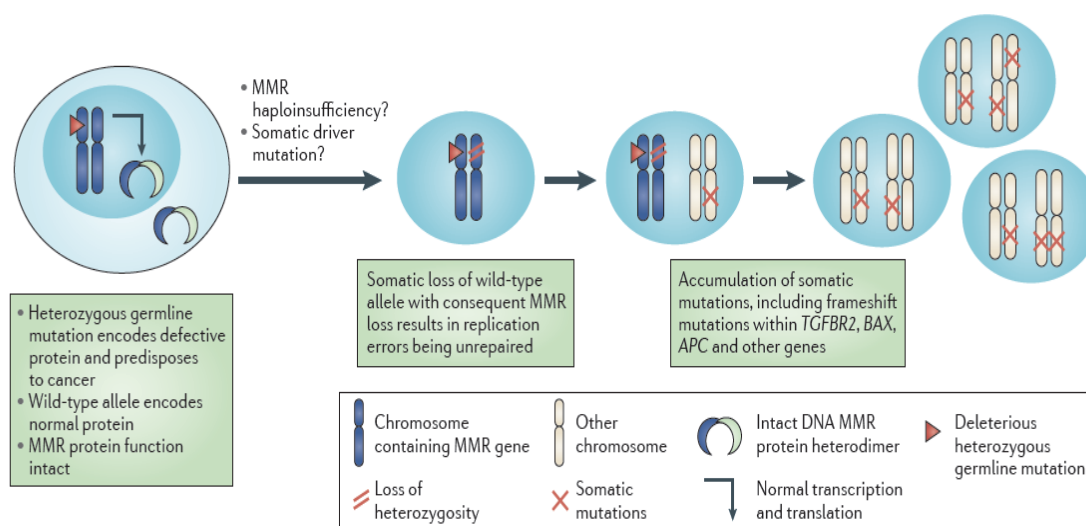 • MMR
haploinsufficiency?
• Somatic driver
mutation?
• Heterozygous germline
mutation encodes defective
protein and predisposes
to cancer
• Wild-type allele encodes
normal protein
• MMR protein function
intact
Somatic loss of wild-type
allele with consequent MMR
loss results in replication
errors being unrepaired
Accumulation of somatic
mutations, including frameshift
mutations within TGFBR2, BAX,
APC and other genes
Chromosome
containing MMR gene
Other
chromosome
Intact DNA MMR
protein heterodimer
Deleterious
heterozygous
germline mutation
Loss of
heterozygosity
Somatic
mutations
Normal transcription
and translation